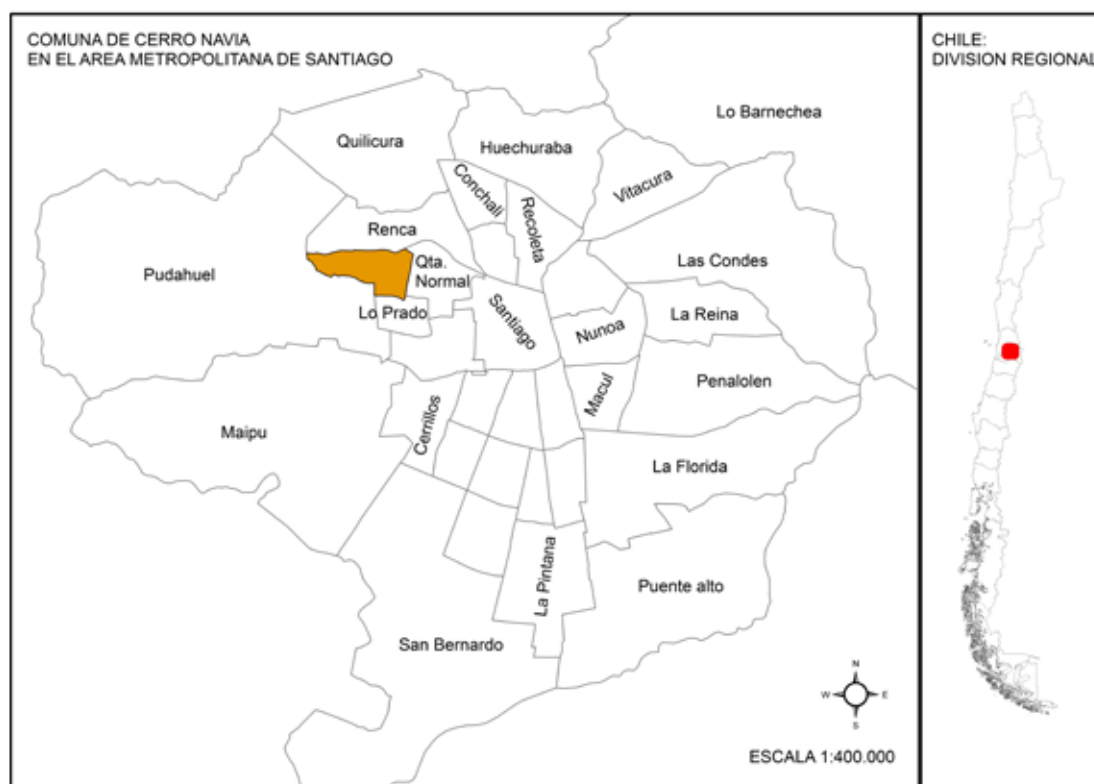 COMUNA DE CERRO NAVIA
EN EL AREA METROPOLITANA DE SANTIAGO
Lo Barnechea
Quilicura
Huechuraba
Vitacura
Conchali
Recoleta
Renca
Pudahuel
Qta.
Normal
Las Condes
Lo Prado
Santiago
Nunoa
La Reina
Macul
Penalolen
Cerrillos
Maipu
La Florida
La Pintana
Puente alto
San Bernardo
N
W
E
S
ESCALA 1:400.000
CHILE:
DIVISION REGIONAL